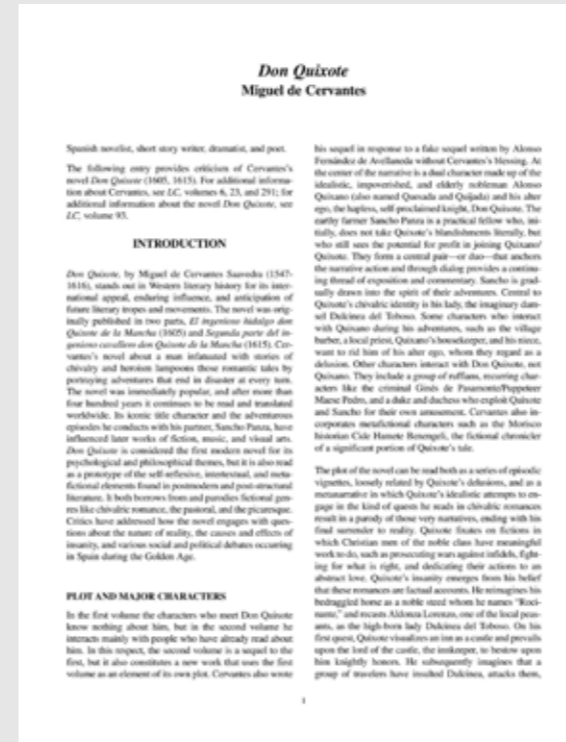 Don Quixote
Miguel de Cervantes
Spanish novelist, short story writer, dramatist, and poet.
The following entry provides criticism of Cervantes's
novel Don Quixote (1605, 1615). For additional informa-
tion about Cervantes, see LC, volumes 6, 23, and 291; for
additional information about the novel Don Quixote, see
LC, volume 93.
INTRODUCTION
Don Quixote, by Miguel de Cervantes Saavedra (1547-
1616), stands out in Western literary history for its inter-
national appeal, enduring influence, and anticipation of
future literary tropes and movements. The novel was orig-
inally published in two parts, El ingenioso hidalgo don
Quixote de la Mancha (1605) and Segunda parte del in-
genioso cavallero don Quixote de la Mancha (1615). Cer-
vantes's novel about a man infatuated with stories of
chivalry and heroism lampoons those romantic tales by
portraying adventures that end in disaster at every turn.
The novel was immediately popular, and after more than
four hundred years it continues to be read and translated
worldwide. Its iconic title character and the adventurous
episodes he conducts with his partner, Sancho Panza, have
influenced later works of fiction, music, and visual arts.
Don Quixote is considered the first modern novel for its
psychological and philosophical themes, but it is also read
as a prototype of the self-reflexive, intertextual, and meta-
fictional elements found in postmodern and post-structural
literature. It both borrows from and parodies fictional gen-
res like chivalric romance, the pastoral, and the picaresque.
Critics have addressed how the novel engages with ques-
tions about the nature of reality, the causes and effects of
insanity, and various social and political debates occurring
in Spain during the Golden Age.
PLOT AND MAJOR CHARACTERS
In the first volume the characters who meet Don Quixote
know nothing about him, but in the second volume he
interacts mainly with people who have already read about
him. In this respect, the second volume is a sequel to the
first, but it also constitutes a new work that uses the first
volume as an element of its own plot. Cervantes also wrote
his sequel in response to a fake sequel written by Alonso
Fernández de Avellaneda without Cervantes's blessing. At
the center of the narrative is a dual character made up of the
idealistic, impoverished, and elderly nobleman Alonso
Quixano (also named Quesada and Quijada) and his alter
ego, the hapless, self-proclaimed knight, Don Quixote. The
earthy farmer Sancho Panza is a practical fellow who, ini-
tially, does not take Quixote's blandishments literally, but
who still sees the potential for profit in joining Quixano/
Quixote. They form a central pair—or duo—that anchors
the narrative action and through dialog provides a continu-
ing thread of exposition and commentary. Sancho is grad-
ually drawn into the spirit of their adventures. Central to
Quixote's chivalric identity is his lady, the imaginary dam-
sel Dulcinea del Toboso. Some characters who interact
with Quixano during his adventures, such as the village
barber, a local priest, Quixano's housekeeper, and his niece,
want to rid him of his alter ego, whom they regard as a
delusion. Other characters interact with Don Quixote, not
Quixano. They include a group of ruffians, recurring char-
acters like the criminal Ginés de Pasamonte/Puppeteer
Maese Pedro, and a duke and duchess who exploit Quixote
and Sancho for their own amusement. Cervantes also in-
corporates metafictional characters such as the Morisco
historian Cide Hamete Benengeli, the fictional chronicler
of a significant portion of Quixote's tale.
The plot of the novel can be read both as a series of episodic
vignettes, loosely related by Quixote's delusions, and as a
metanarrative in which Quixote's idealistic attempts to en-
gage in the kind of quests he reads in chivalric romances
result in a parody of those very narratives, ending with his
final surrender to reality. Quixote fixates on fictions in
which Christian men of the noble class have meaningful
work to do, such as prosecuting wars against infidels, fight-
ing for what is right, and dedicating their actions to an
abstract love. Quixote's insanity emerges from his belief
that these romances are factual accounts. He reimagines his
bedraggled horse as a noble steed whom he names "Roci-
nante," and recasts Aldonza Lorenzo, one of the local peas-
ants, as the high-born lady Dulcinea del Toboso. On his
first quest, Quixote visualizes an inn as a castle and prevails
upon the lord of the castle, the innkeeper, to bestow upon
him knightly honors. He subsequently imagines that a
group of travelers have insulted Dulcinea, attacks them,
1